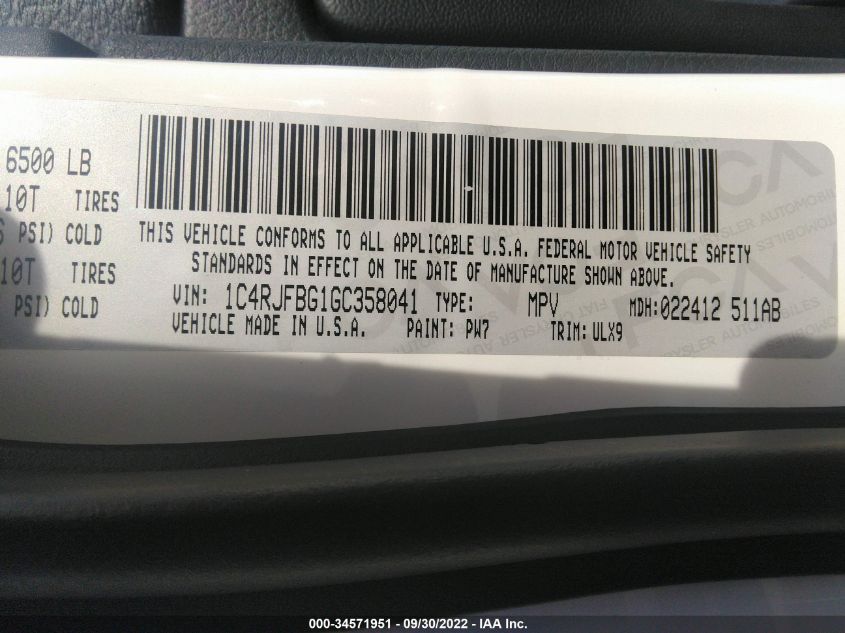 6500 LB
10T TIRES
PSI) COLD
10T TIRES
PSI) COLD
THIS VEHICLE CONFORMS TO ALL APPLICABLE U.S.A. FEDERAL MOTOR VEHICLE SAFETY
STANDARDS IN EFFECT ON THE DATE OF MANUFACTURE SHOWN ABOVE.
VIN: 1C4RJFBG1GC358041 TYPE: MPV MDH:022412 511AB
VEHICLE MADE IN U.S.A. PAINT: PW7 TRIM: ULX9
000-34571951 - 09/30/2022 - IAA Inc.